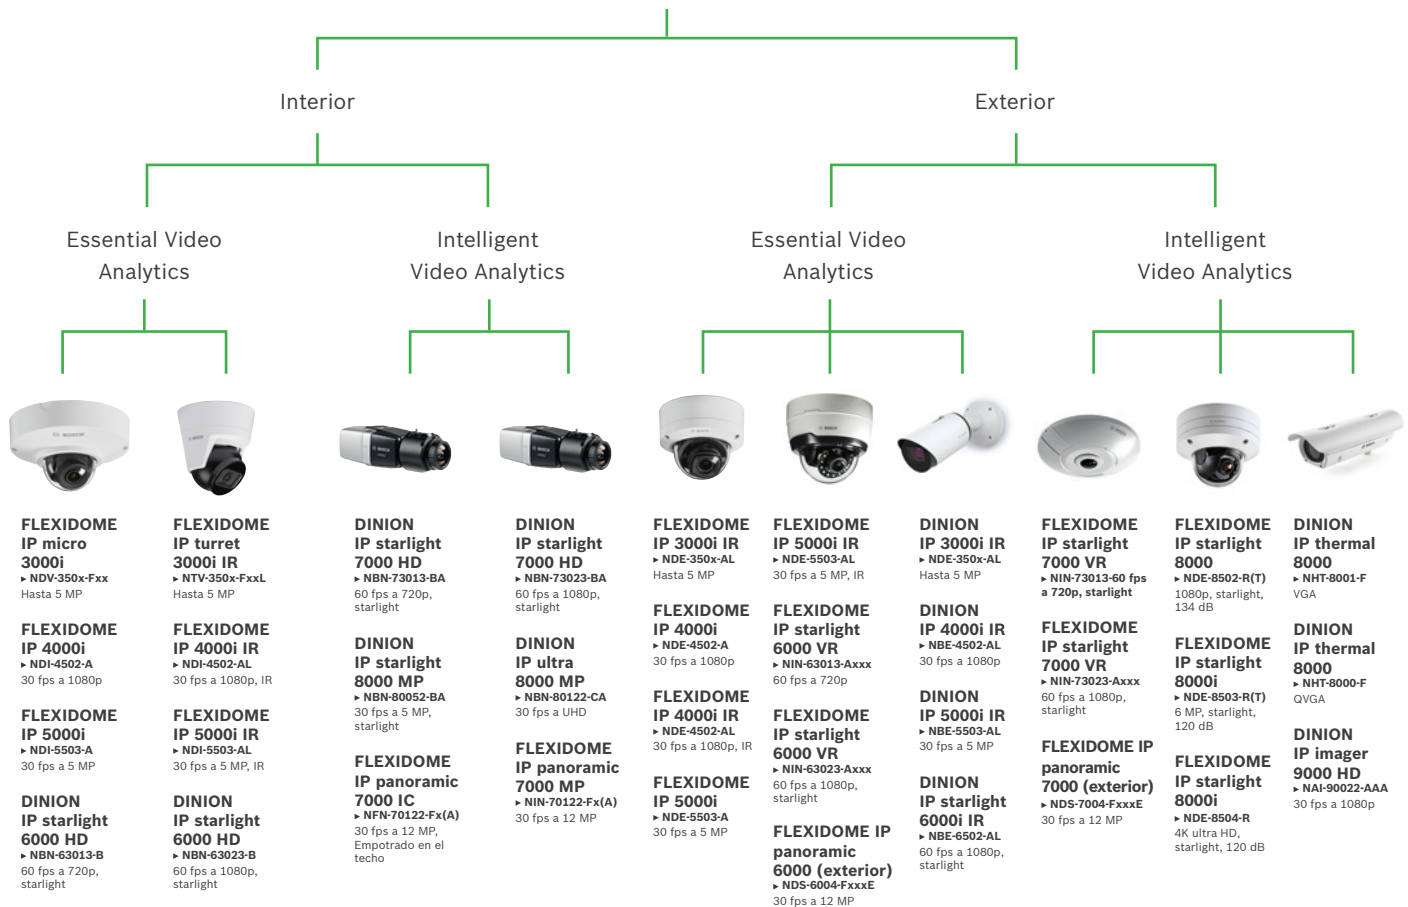 Interior
Exterior
Essential Video
Analytics
Intelligent
Video Analytics
Essential Video
Analytics
Intelligent
Video Analytics
FLEXIDOME
IP micro
3000i
▸ NDV-350x-Fxx
Hasta 5 MP
FLEXIDOME
IP 4000i
▸ NDI-4502-A
30 fps a 1080p
FLEXIDOME
IP 5000i
▸ NDI-5503-A
30 fps a 5 MP
DINION
IP starlight
6000 HD
▸ NBN-63013-B
60 fps a 720p,
starlight
FLEXIDOME
IP turret
3000i IR
▸ NTV-350x-FxxL
Hasta 5 MP
FLEXIDOME
IP 4000i IR
▸ NDI-4502-AL
30 fps a 1080p, IR
FLEXIDOME
IP 5000i IR
▸ NDI-5503-AL
30 fps a 5 MP, IR
DINION
IP starlight
6000 HD
▸ NBN-63023-B
60 fps a 1080p,
starlight
DINION
IP starlight
7000 HD
▸ NBN-73013-BA
60 fps a 720p,
starlight
DINION
IP starlight
8000 MP
▸ NBN-80052-BA
30 fps a 5 MP,
starlight
FLEXIDOME
IP panoramic
7000 IC
▸ NFN-70122-Fx(A)
30 fps a 12 MP,
Empotrado en el
techo
DINION
IP starlight
7000 HD
▸ NBN-73023-BA
60 fps a 1080p,
starlight
DINION
IP ultra
8000 MP
▸ NBN-80122-CA
30 fps a UHD
FLEXIDOME
IP panoramic
7000 MP
▸ NIN-70122-Fx(A)
30 fps a 12 MP
FLEXIDOME
IP 3000i IR
▸ NDE-350x-AL
Hasta 5 MP
FLEXIDOME
IP 4000i
▸ NDE-4502-A
30 fps a 1080p
FLEXIDOME
IP 4000i IR
▸ NDE-4502-AL
30 fps a 1080p, IR
FLEXIDOME
IP 5000i
▸ NDE-5503-A
30 fps a 5 MP
FLEXIDOME
IP 5000i IR
▸ NDE-5503-AL
30 fps a 5 MP, IR
FLEXIDOME
IP starlight
6000 VR
▸ NIN-63013-Axxx
60 fps a 720p
FLEXIDOME
IP starlight
6000 VR
▸ NIN-63023-Axxx
60 fps a 1080p,
starlight
FLEXIDOME IP
panoramic
6000 (exterior)
▸ NDS-6004-FxxxE
30 fps a 12 MP
DINION
IP 3000i IR
▸ NDE-350x-AL
Hasta 5 MP
DINION
IP 4000i IR
▸ NBE-4502-AL
30 fps a 1080p
DINION
IP 5000i IR
▸ NBE-5503-AL
30 fps a 5 MP
DINION
IP starlight
6000i IR
▸ NBE-6502-AL
60 fps a 1080p,
starlight
FLEXIDOME
IP starlight
7000 VR
▸ NIN-73013-60 fps
a 720p, starlight
FLEXIDOME
IP starlight
7000 VR
▸ NIN-73023-Axxx
60 fps a 1080p,
starlight
FLEXIDOME IP
panoramic
7000 (exterior)
▸ NDS-7004-FxxxE
30 fps a 12 MP
FLEXIDOME
IP starlight
8000
▸ NDE-8502-R(T)
1080p, starlight,
134 dB
FLEXIDOME
IP starlight
8000i
▸ NDE-8503-R(T)
6 MP, starlight,
120 dB
FLEXIDOME
IP starlight
8000i
▸ NDE-8504-R
4K ultra HD,
starlight, 120 dB
DINION
IP thermal
8000
▸ NHT-8001-F
VGA
DINION
IP thermal
8000
▸ NHT-8000-F
QVGA
DINION
IP imager
9000 HD
▸ NAI-90022-AAA
30 fps a 1080p